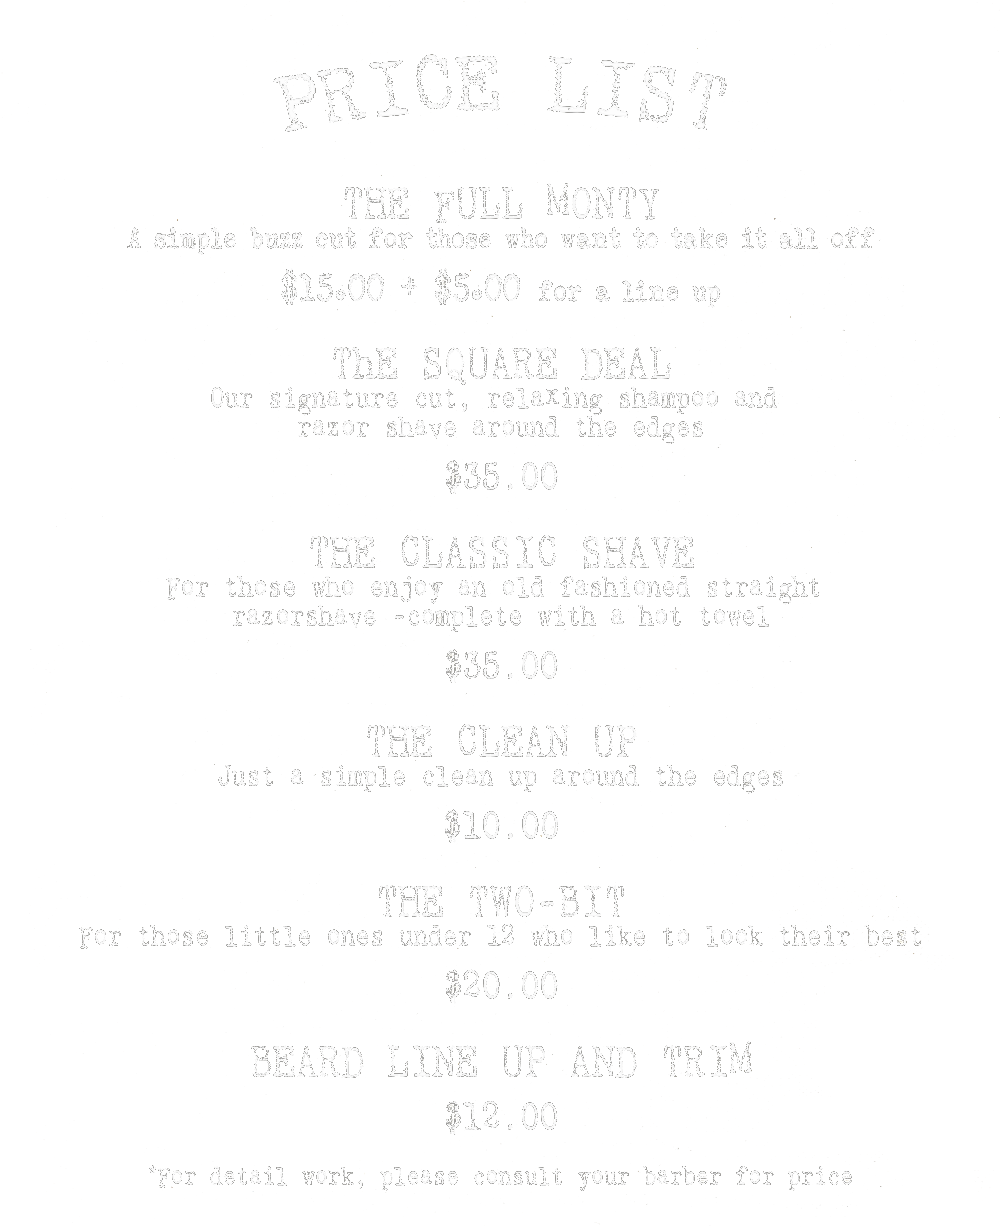 PRICE LIST
THE FULL MONTY
A simple buzz cut for those who want to take it all off
$15.00 + $5.00 for a line up
ThE SQUARE DEAL
Our signature cut, relaxing shampoo and
razor shave around the edges
$35.00
THE CLASSIC SHAVE
For those who enjoy an old fashioned straight
razorshave -complete with a hot towel
$35.00
THE CLEAN UP
Just a simple clean up around the edges
$10.00
THE TWO-BIT
For those little ones under 12 who like to look their best
$20.00
BEARD LINE UP AND TRIM
$12.00
*For detail work, please consult your barber for price